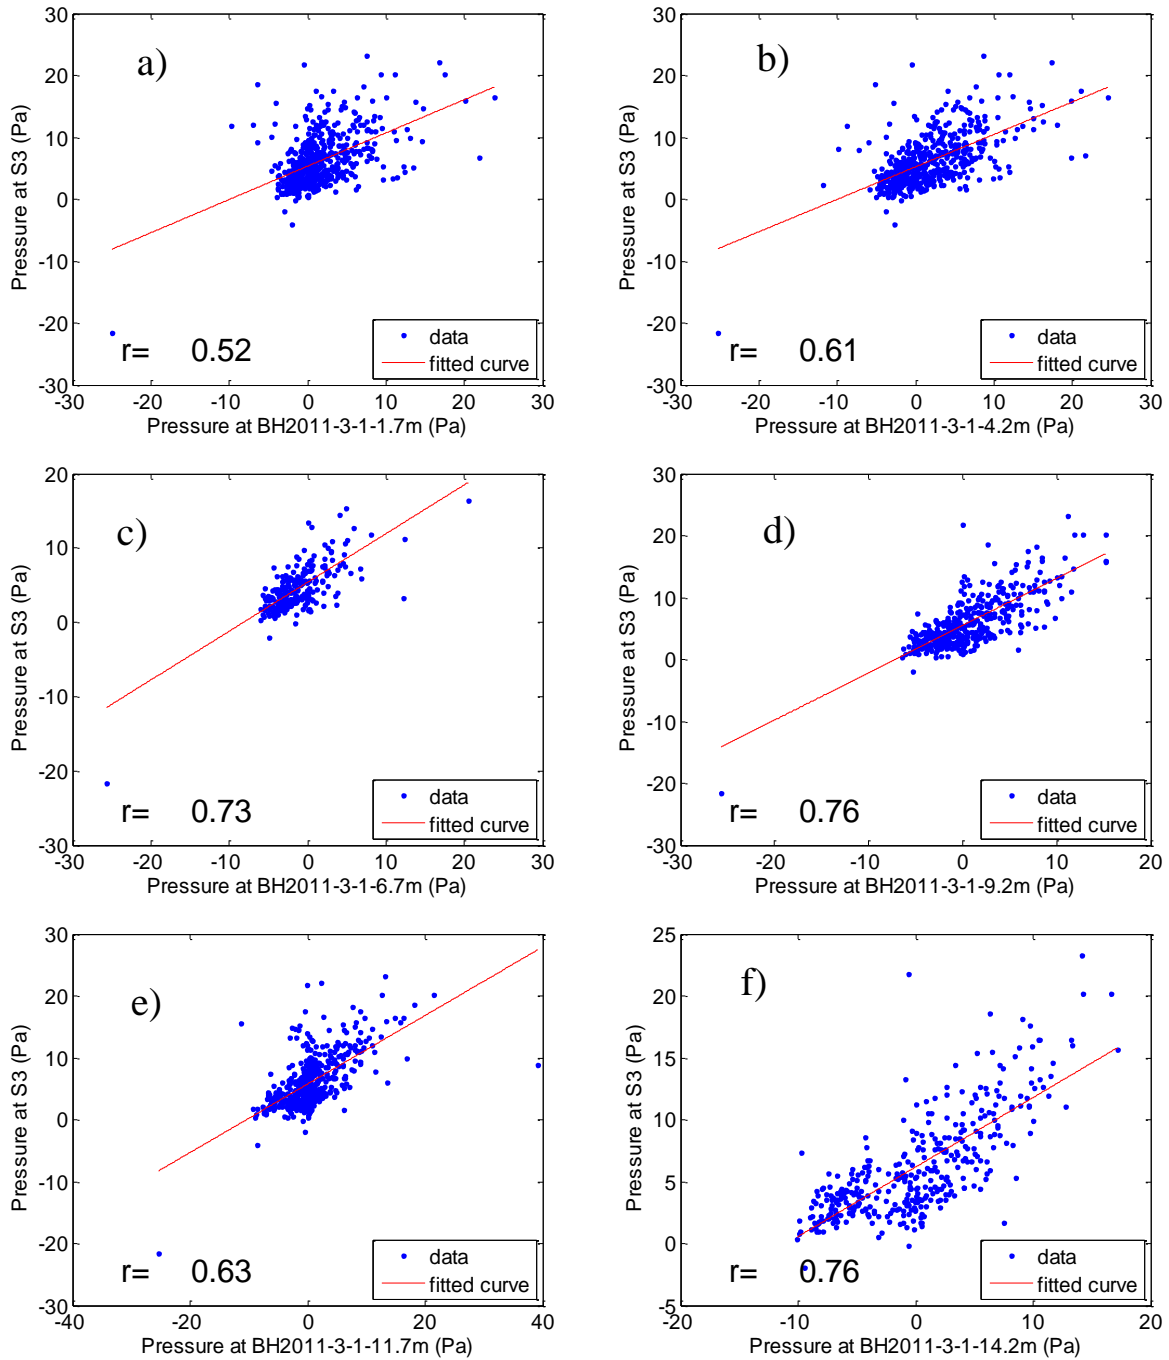 30
20
10
0
-10
-20
-30
-30 -20 -10 0 10 20 30
Pressure at S3 (Pa)
Pressure at BH2011-3-1-1.7m (Pa)
a)
r= 0.52
data
fitted curve
30
20
10
0
-10
-20
-30
-30 -20 -10 0 10 20 30
Pressure at S3 (Pa)
Pressure at BH2011-3-1-4.2m (Pa)
b)
r= 0.61
data
fitted curve
20
10
0
-10
-20
-30
-30 -20 -10 0 10 20 30
Pressure at S3 (Pa)
Pressure at BH2011-3-1-6.7m (Pa)
c)
r= 0.73
data
fitted curve
30
20
10
0
-10
-20
-30
-30 -20 -10 0 10 20
Pressure at S3 (Pa)
Pressure at BH2011-3-1-9.2m (Pa)
d)
r= 0.76
data
fitted curve
30
20
10
0
-10
-20
-30
-40 -20 0 20 40
Pressure at S3 (Pa)
Pressure at BH2011-3-1-11.7m (Pa)
e)
r= 0.63
data
fitted curve
25
20
15
10
5
0
-5
-20 -10 0 10 20
Pressure at S3 (Pa)
Pressure at BH2011-3-1-14.2m (Pa)
f)
r= 0.76
data
fitted curve